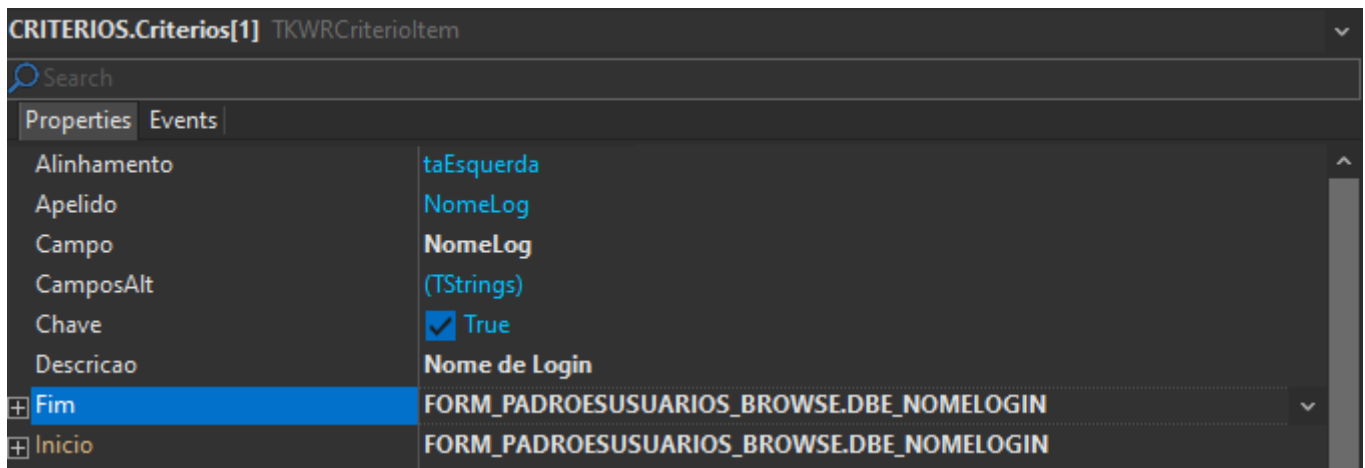 CRITERIOS.Criterios[1] TKWRCriterioItem
Search
Properties Events
Alinhamento taEsquerda
Apelido NomeLog
Campo NomeLog
CamposAlt (TStrings)
Chave True
Descricao Nome de Login
Fim FORM_PADROESUSUARIOS_BROWSE.DBE_NOMELOGIN
Inicio FORM_PADROESUSUARIOS_BROWSE.DBE_NOMELOGIN